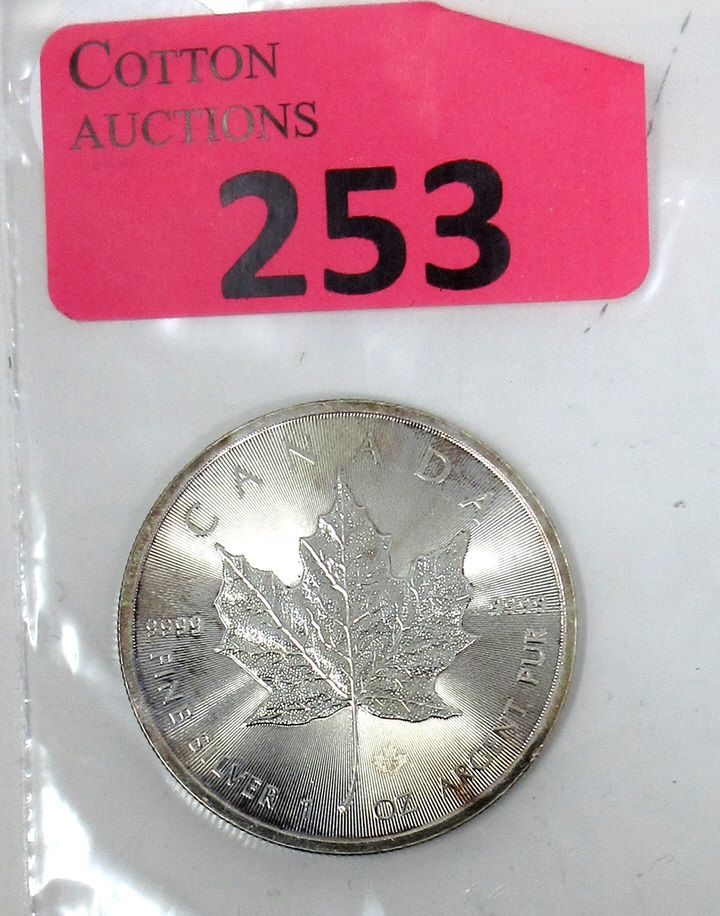 COTTON
AUCTIONS
253
CANADA
9999 9999
FINE SILVER 1 OZ ARGENT PUR